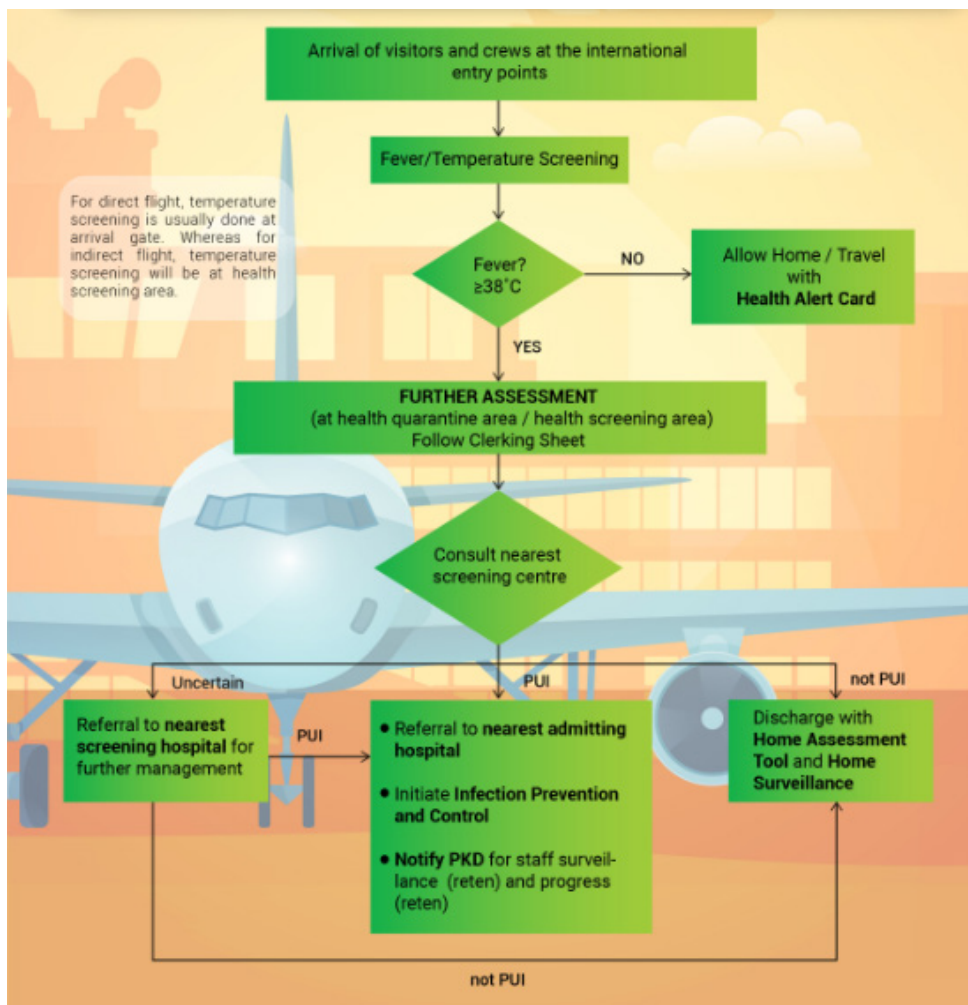 Arrival of visitors and crews at the international
entry points
Fever/Temperature Screening
For direct flight, temperature
screening is usually done at
arrival gate. Whereas for
indirect flight, temperature
screening will be at health
screening area.
Fever?
≥38˚C
NO
Allow Home / Travel
with
Health Alert Card
YES
FURTHER ASSESSMENT
(at health quarantine area / health screening area)
Follow Clerking Sheet
Consult nearest
screening centre
Uncertain
PUI
not PUI
Referral to nearest
screening hospital for
further management
PUI
● Referral to nearest admitting
hospital
● Initiate Infection Prevention
and Control
● Notify PKD for staff surveil-
lance (reten) and progress
(reten)
Discharge with
Home Assessment
Tool and Home
Surveillance
not PUI